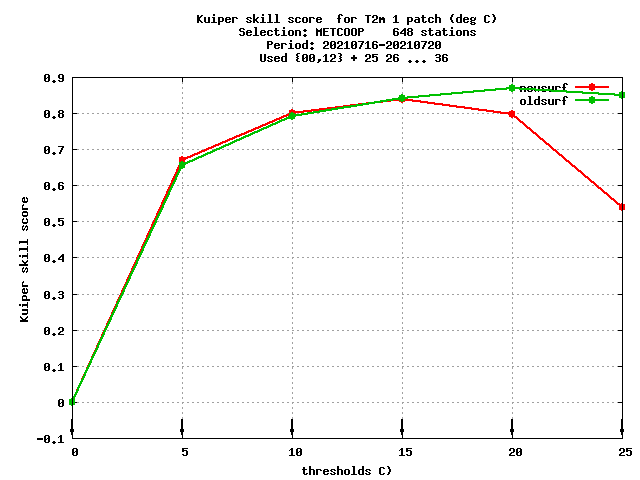 Kuiper skill score  for T2m 1 patch (deg C)
Selection: METCOOP    648 stations
Period: 20210716-20210720
Used {00,12} + 25 26 ... 36
nousurf
oldsurf
0.9
0.8
0.7
0.6
0.5
0.4
0.3
0.2
0.1
0
-0.1
Kuiper skill score
0
5
10
15
20
25
thresholds C)